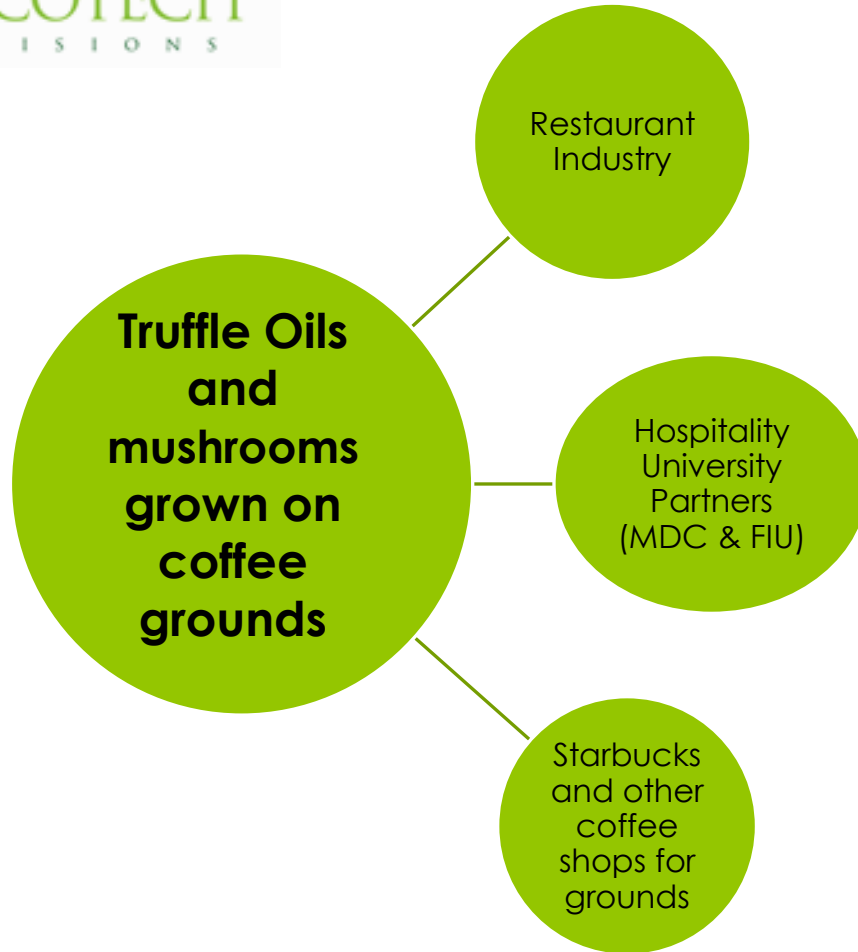 COTECH
I S I O N S
Restaurant
Industry
Truffle Oils
and
mushrooms
grown on
coffee
grounds
Hospitality
University
Partners
(MDC & FIU)
Starbucks
and other
coffee
shops for
grounds